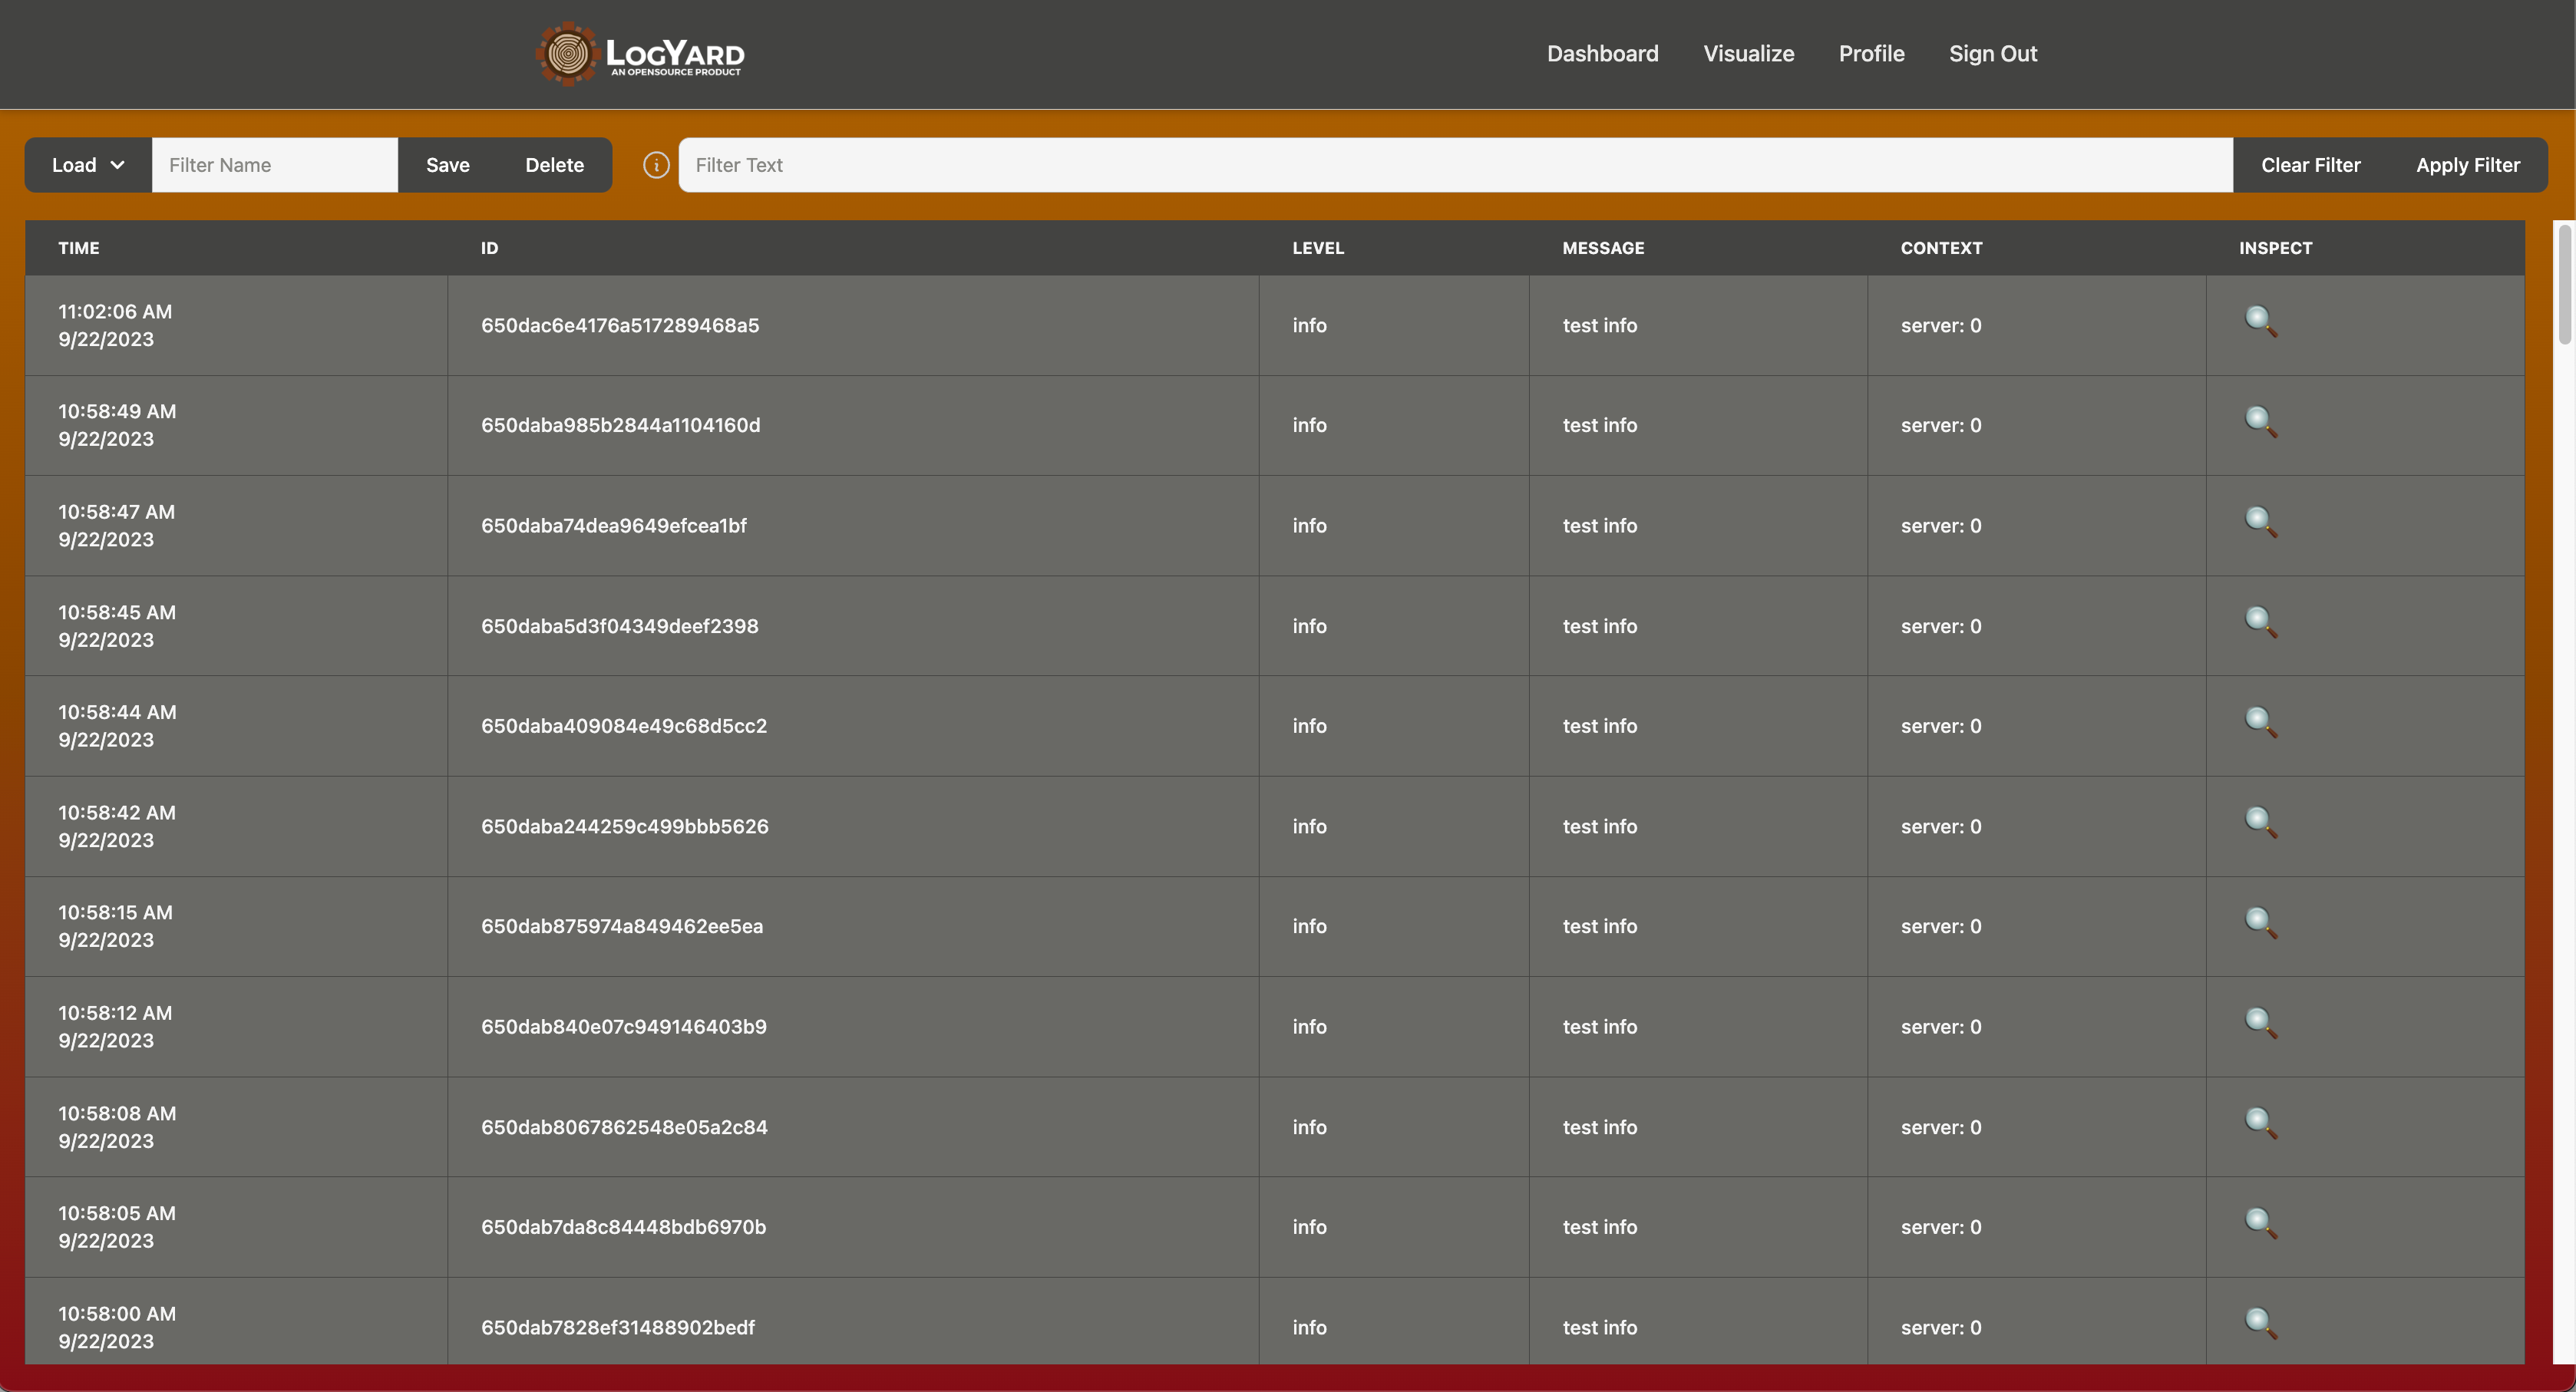 LOGYARD
AN OPENSOURCE PRODUCT
Dashboard Visualize Profile Sign Out
Load Filter Name Save Delete i Filter Text Clear Filter Apply Filter
TIME ID LEVEL MESSAGE CONTEXT INSPECT
11:02:06 AM
9/22/2023
650dac6e4176a517289468a5 info test info server: 0
10:58:49 AM
9/22/2023
650daba985b2844a1104160d info test info server: 0
10:58:47 AM
9/22/2023
650daba74dea9649efcea1bf info test info server: 0
10:58:45 AM
9/22/2023
650daba5d3f04349deef2398 info test info server: 0
10:58:44 AM
9/22/2023
650daba409084e49c68d5cc2 info test info server: 0
10:58:42 AM
9/22/2023
650daba244259c499bbb5626 info test info server: 0
10:58:15 AM
9/22/2023
650dab875974a849462ee5ea info test info server: 0
10:58:12 AM
9/22/2023
650dab840e07c949146403b9 info test info server: 0
10:58:08 AM
9/22/2023
650dab8067862548e05a2c84 info test info server: 0
10:58:05 AM
9/22/2023
650dab7da8c84448bdb6970b info test info server: 0
10:58:00 AM
9/22/2023
650dab7828ef31488902bedf info test info server: 0